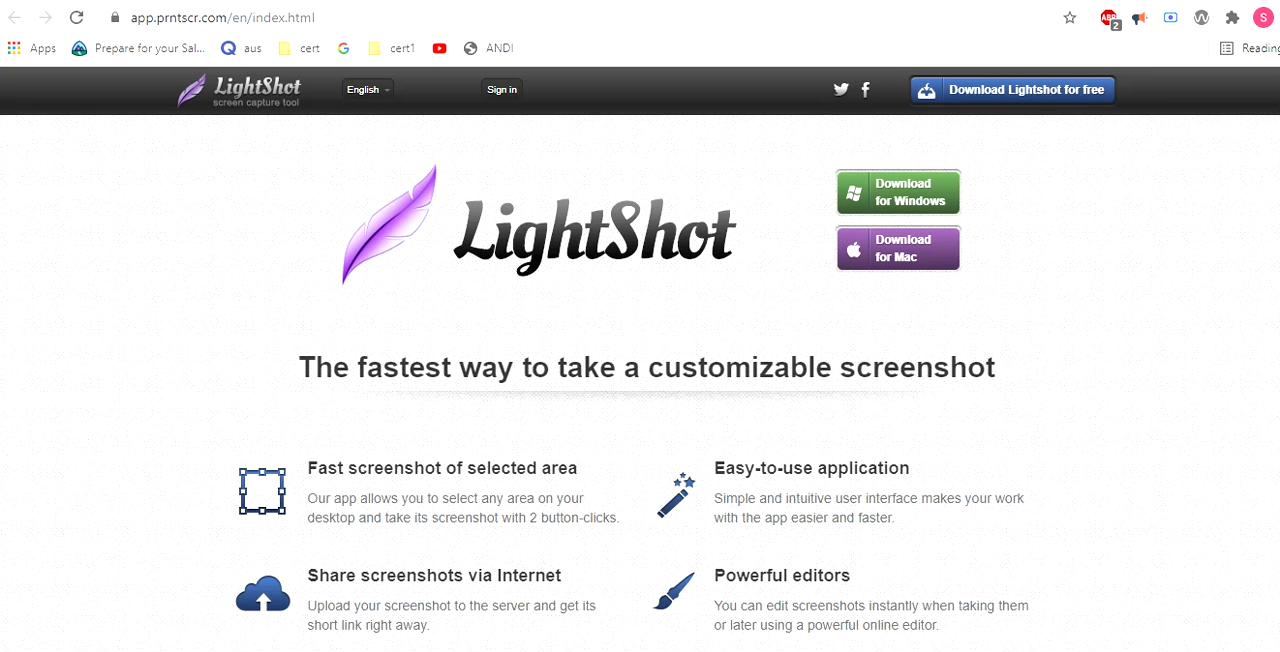 app.prntscr.com/en/index.html
ABP
2
S
Apps
Prepare for your Sal...
aus
cert
cert1
ANDI
Reading
LightShot
screen capture tool
English
Sign in
Download Lightshot for free
LightShot
Download
for Windows
Download
for Mac
The fastest way to take a customizable screenshot
Fast screenshot of selected area
Our app allows you to select any area on your
desktop and take its screenshot with 2 button-clicks.
Easy-to-use application
Simple and intuitive user interface makes your work
with the app easier and faster.
Share screenshots via Internet
Upload your screenshot to the server and get its
short link right away.
Powerful editors
You can edit screenshots instantly when taking them
or later using a powerful online editor.